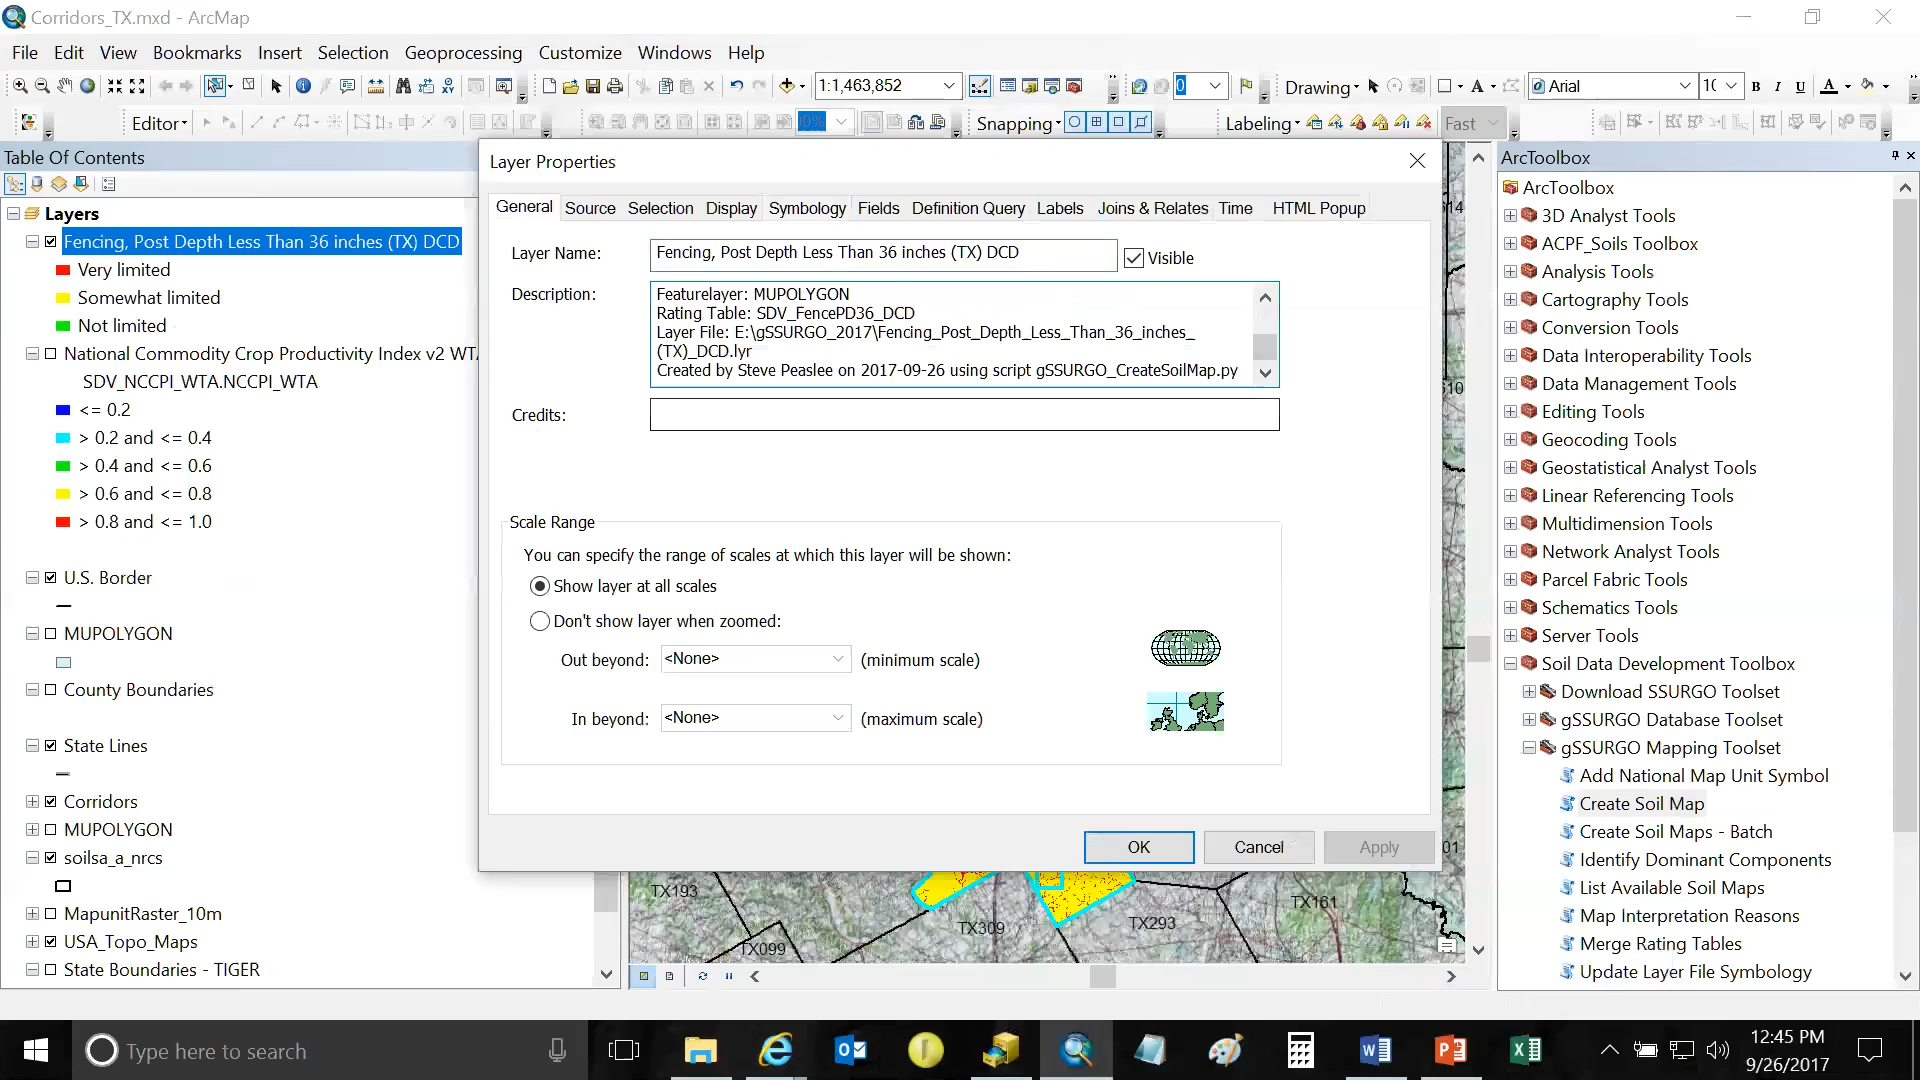 Corridors_TX.mxd - ArcMap
File Edit View Bookmarks Insert Selection Geoprocessing Customize Windows Help
1:1,463,852
0
Drawing
Arial
10
B I U A
Editor
Snapping
Labeling
Fast
Table Of Contents
Layers
Fencing, Post Depth Less Than 36 inches (TX) DCD
Very limited
Somewhat limited
Not limited
National Commodity Crop Productivity Index v2 WTA
SDV_NCCPI_WTA.NCCPI_WTA
<= 0.2
> 0.2 and <= 0.4
> 0.4 and <= 0.6
> 0.6 and <= 0.8
> 0.8 and <= 1.0
U.S. Border
MUPOLYGON
County Boundaries
State Lines
Corridors
MUPOLYGON
soilsa_a_nrcs
MapunitRaster_10m
USA_Topo_Maps
State Boundaries - TIGER
Layer Properties
General Source Selection Display Symbology Fields Definition Query Labels Joins & Relates Time HTML Popup
Layer Name: Fencing, Post Depth Less Than 36 inches (TX) DCD Visible
Description:
Featurelayer: MUPOLYGON
Rating Table: SDV_FencePD36_DCD
Layer File: E:\gSSURGO_2017\Fencing_Post_Depth_Less_Than_36_inches_
(TX)_DCD.lyr
Created by Steve Peaslee on 2017-09-26 using script gSSURGO_CreateSoilMap.py
Credits:
Scale Range
You can specify the range of scales at which this layer will be shown:
Show layer at all scales
Don't show layer when zoomed:
Out beyond: <None> (minimum scale)
In beyond: <None> (maximum scale)
OK Cancel Apply
TX193
TX309
TX099
TX293
TX161
ArcToolbox
ArcToolbox
3D Analyst Tools
ACPF_Soils Toolbox
Analysis Tools
Cartography Tools
Conversion Tools
Data Interoperability Tools
Data Management Tools
Editing Tools
Geocoding Tools
Geostatistical Analyst Tools
Linear Referencing Tools
Multidimension Tools
Network Analyst Tools
Parcel Fabric Tools
Schematics Tools
Server Tools
Soil Data Development Toolbox
Download SSURGO Toolset
gSSURGO Database Toolset
gSSURGO Mapping Toolset
Add National Map Unit Symbol
Create Soil Map
Create Soil Maps - Batch
Identify Dominant Components
List Available Soil Maps
Map Interpretation Reasons
Merge Rating Tables
Update Layer File Symbology
Type here to search
12:45 PM
9/26/2017